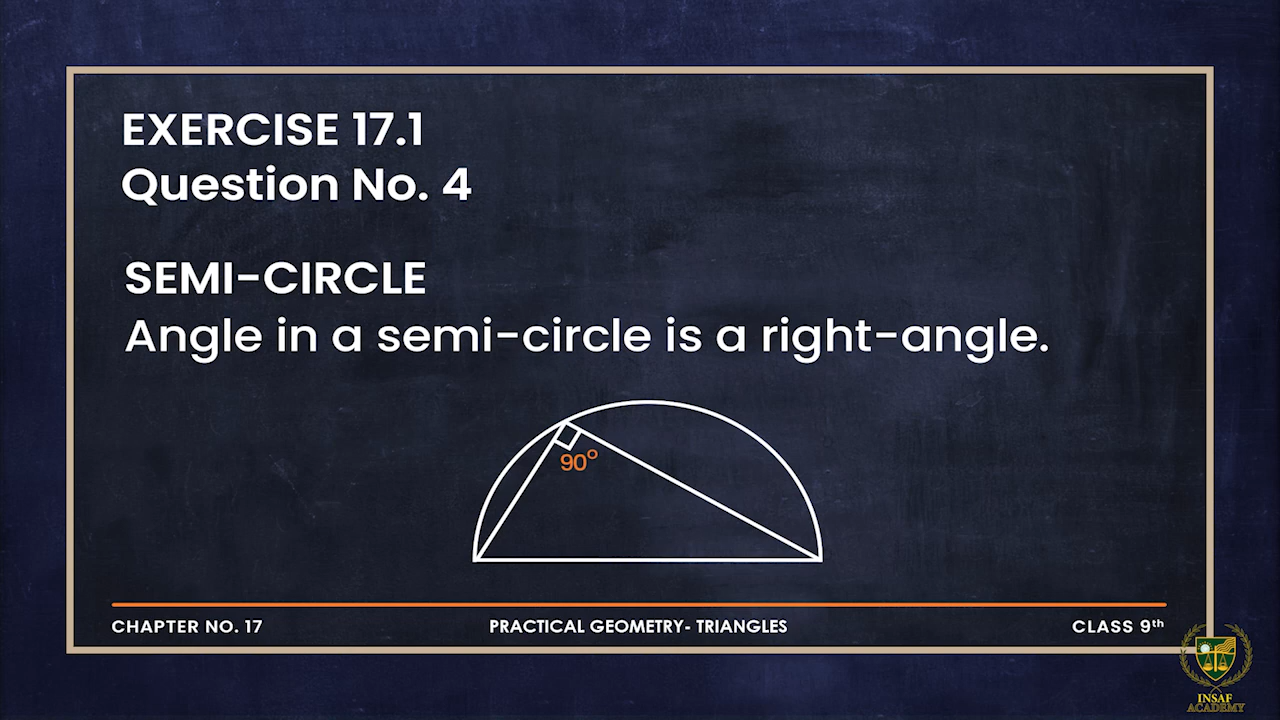 EXERCISE 17.1
Question No. 4
SEMI-CIRCLE
Angle in a semi-circle is a right-angle.
90°
CHAPTER NO. 17
PRACTICAL GEOMETRY- TRIANGLES
CLASS 9th
INSAF
ACADEMY